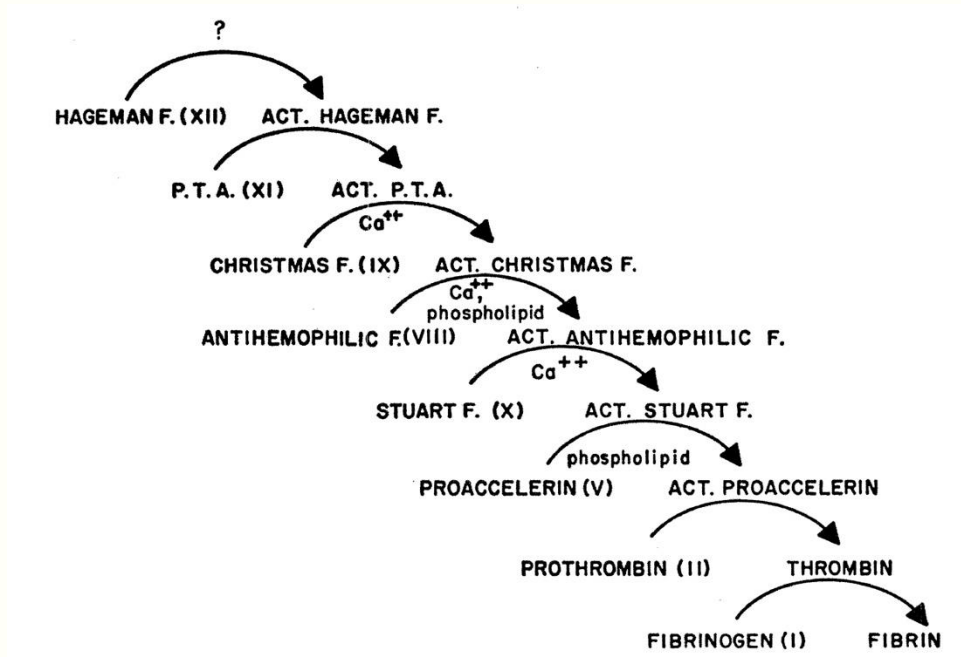 ?
HAGEMAN F. (XII) ACT. HAGEMAN F.
P. T. A. (XI) ACT. P.T.A.
Ca++
CHRISTMAS F. (IX) ACT. CHRISTMAS F.
Ca++,
phospholipid
ANTIHEMOPHILIC F.(VIII) ACT. ANTIHEMOPHILIC F.
Ca++
STUART F. (X) ACT. STUART F.
phospholipid
PROACCELERIN (V) ACT. PROACCELERIN
PROTHROMBIN (II) THROMBIN
FIBRINOGEN (I) FIBRIN